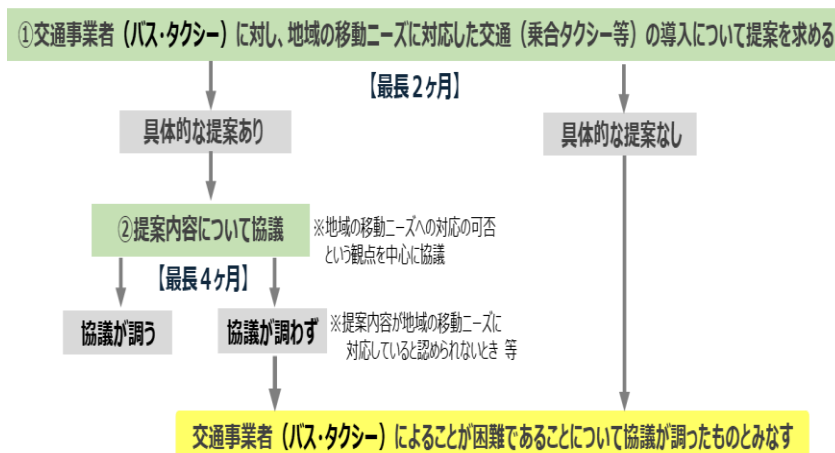 ①交通事業者（バス・タクシー）に対し、地域の移動ニーズに対応した交通（乗合タクシー等）の導入について提案を求める
【最長２ヶ月】
具体的な提案あり
具体的な提案なし
②提案内容について協議
※地域の移動ニーズへの対応の可否
という観点を中心に協議
【最長４ヶ月】
協議が調う
協議が調わず
※提案内容が地域の移動ニーズに
対応していると認められないとき 等
交通事業者（バス・タクシー）によることが困難であることについて協議が調ったものとみなす